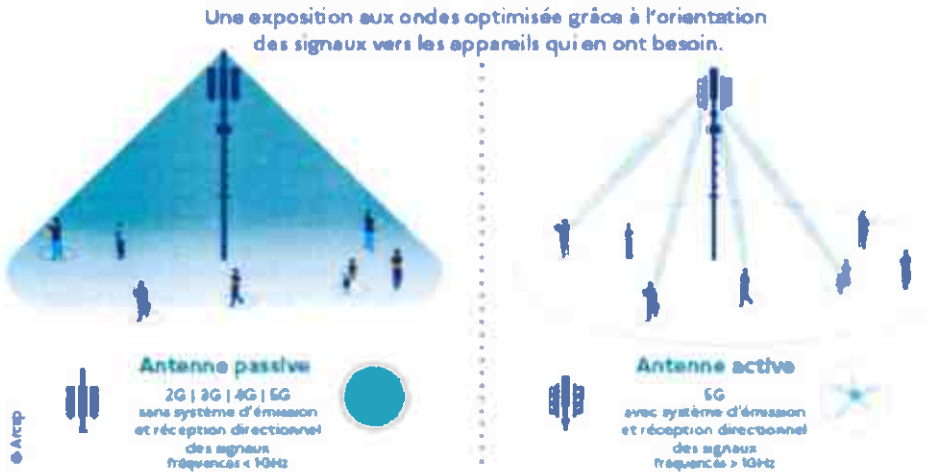 Une exposition aux ondes optimisée grâce à l'orientation
des signaux vers les appareils qui en ont besoin.
Antenne passive
2G | 3G | 4G | 5G
sans système d'émission
et réception directionnel
des signaux
fréquences < 1GHz
Antenne active
5G
avec système d'émission
et réception directionnel
des signaux
fréquences > 1GHz
© Arcep